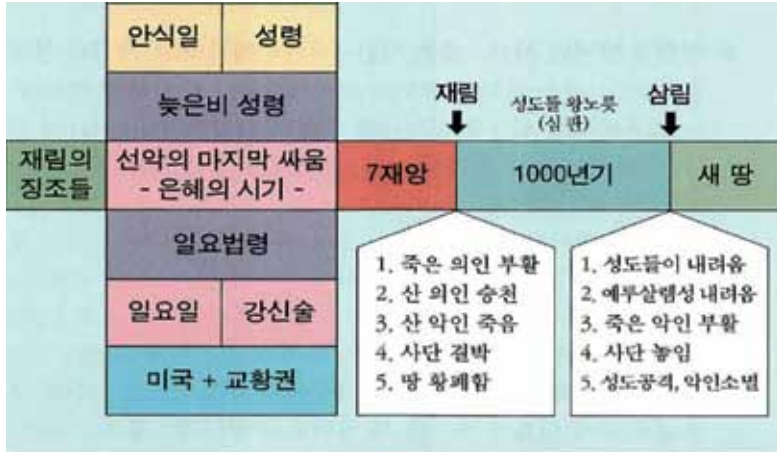 안식일
성령
늦은비 성령
재림의
징조들
선악의 마지막 싸움
- 은혜의 시기 -
일요법령
일요일
강신술
미국 + 교황권
7재앙
재림
성도들 왕노릇
(심 판)
삼림
1000년기
새 땅
1. 죽은 의인 부활
2. 산 의인 승천
3. 산 악인 죽음
4. 사단 결박
5. 땅 황폐함
1. 성도들이 내려옴
2. 예루살렘성 내려옴
3. 죽은 악인 부활
4. 사단 놓임
5. 성도공격, 악인소멸